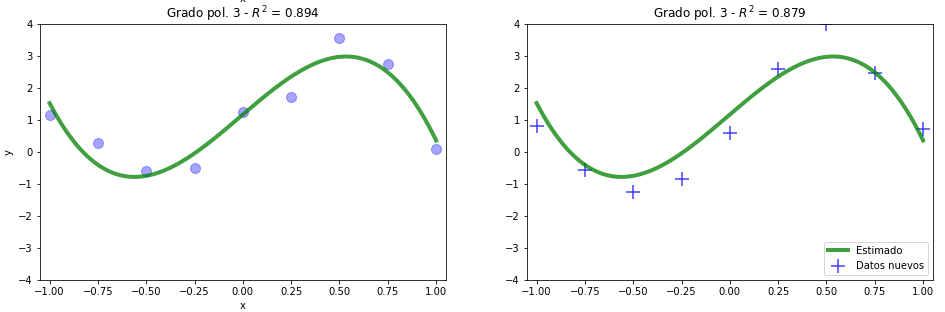 x
Grado pol. 3 - R² = 0.894
4
3
2
1
0
−1
−2
−3
−4
y
−1.00 −0.75 −0.50 −0.25 0.00 0.25 0.50 0.75 1.00
x
Grado pol. 3 - R² = 0.879
4
3
2
1
0
−1
−2
−3
−4
Estimado
Datos nuevos
−1.00 −0.75 −0.50 −0.25 0.00 0.25 0.50 0.75 1.00